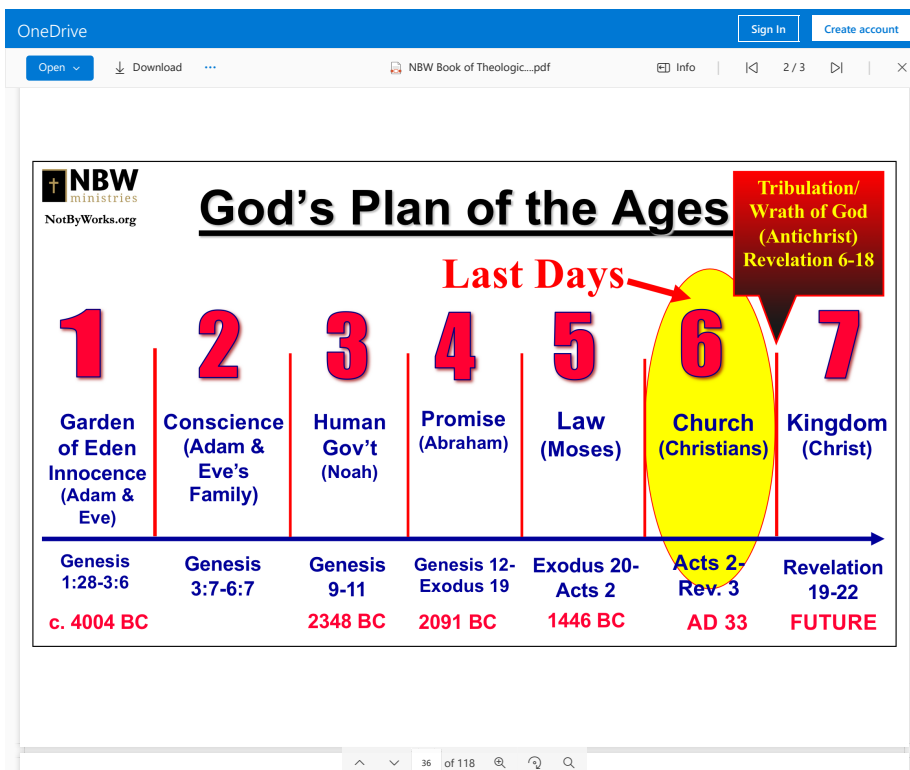 OneDrive
Sign In
Create account
Open
Download
NBW Book of Theologic....pdf
Info
2 / 3
NBW
ministries
NotByWorks.org
God's Plan of the Ages
Tribulation/
Wrath of God
(Antichrist)
Revelation 6-18
Last Days
1
2
3
4
5
6
7
Garden
of Eden
Innocence
(Adam &
Eve)
Conscience
(Adam &
Eve's
Family)
Human
Gov't
(Noah)
Promise
(Abraham)
Law
(Moses)
Church
(Christians)
Kingdom
(Christ)
Genesis
1:28-3:6
Genesis
3:7-6:7
Genesis
9-11
Genesis 12-
Exodus 19
Exodus 20-
Acts 2
Acts 2-
Rev. 3
Revelation
19-22
c. 4004 BC
2348 BC
2091 BC
1446 BC
AD 33
FUTURE
36 of 118